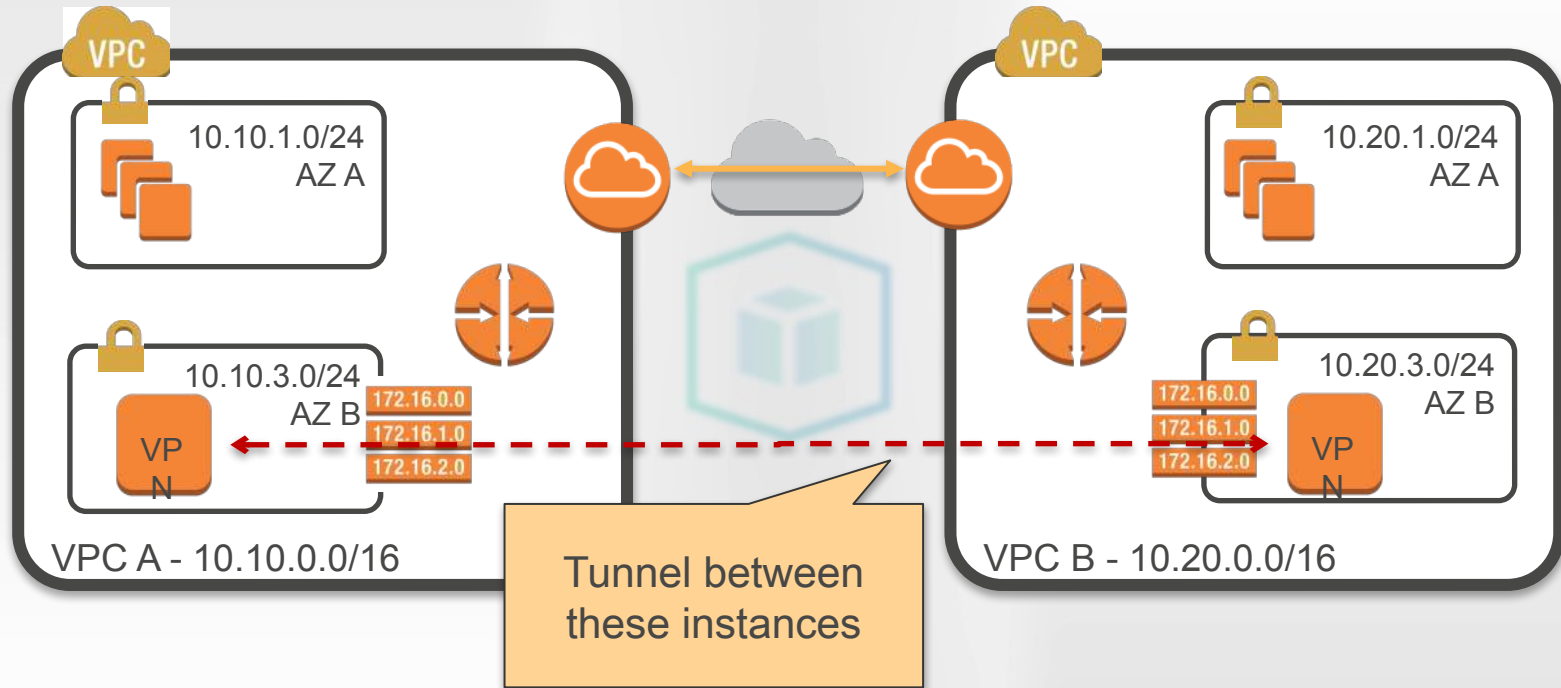 VPC
10.10.1.0/24
AZ A
10.10.3.0/24
AZ B
172.16.0.0
172.16.1.0
172.16.2.0
VP
N
VPC A - 10.10.0.0/16
VPC
10.20.1.0/24
AZ A
10.20.3.0/24
AZ B
172.16.0.0
172.16.1.0
172.16.2.0
VP
N
VPC B - 10.20.0.0/16
Tunnel between
these instances